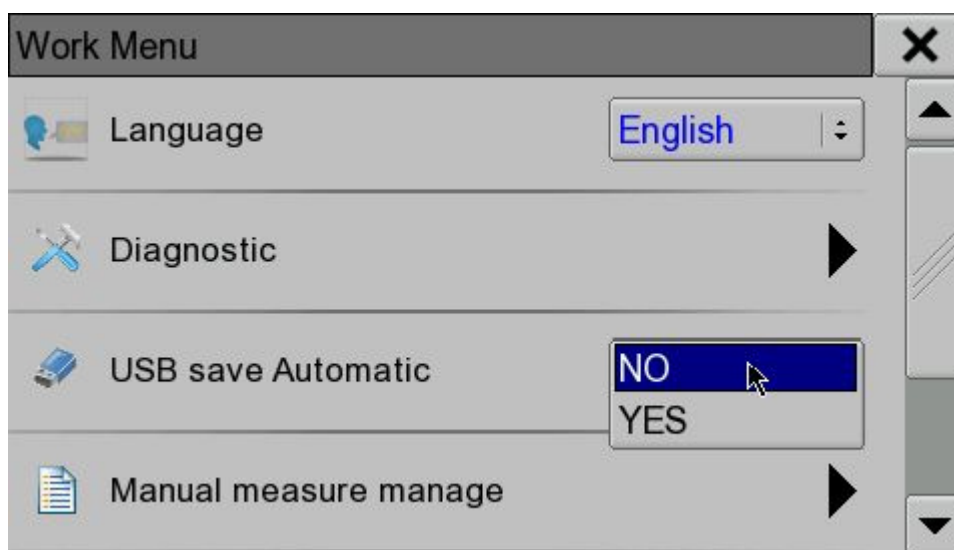 Work Menu
Language
English
Diagnostic
USB save Automatic
NO
YES
Manual measure manage